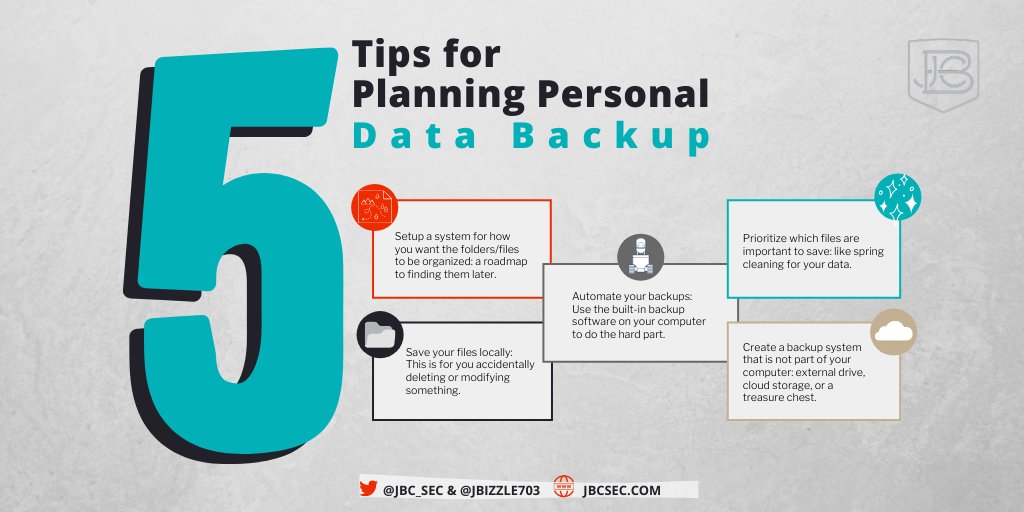 5
Tips for
Planning Personal
Data Backup
JBC
Setup a system for how
you want the folders/files
to be organized: a roadmap
to finding them later.
Save your files locally:
This is for you accidentally
deleting or modifying
something.
Automate your backups:
Use the built-in backup
software on your computer
to do the hard part.
Prioritize which files are
important to save: like spring
cleaning for your data.
Create a backup system
that is not part of your
computer: external drive,
cloud storage, or a
treasure chest.
@JBC_SEC & @JBIZZLE703
WWW
JBCSEC.COM